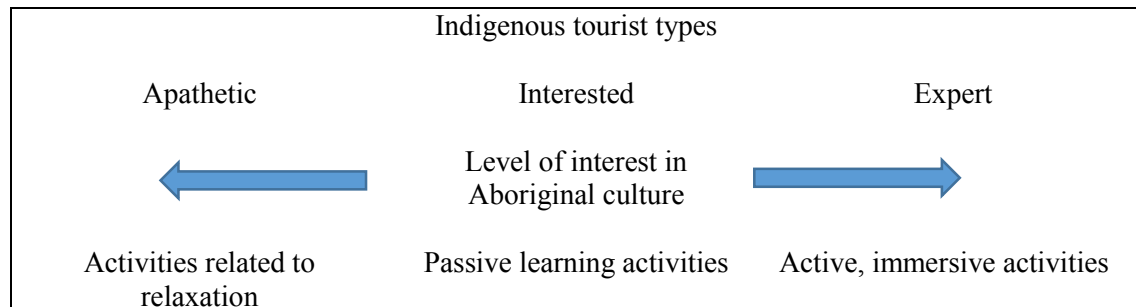 Indigenous tourist types
Apathetic Interested Expert
Level of interest in
Aboriginal culture
Activities related to Passive learning activities Active, immersive activities
relaxation